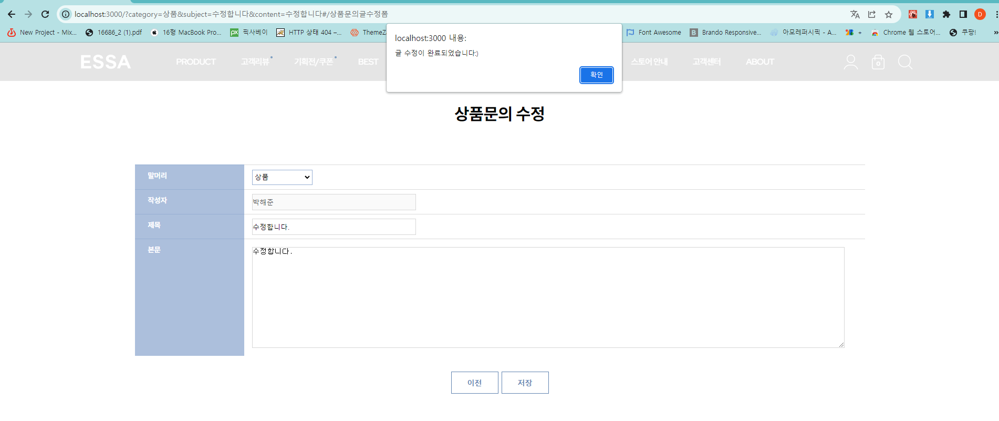 localhost:3000/?category=상품&subject=수정합니다&content=수정합니다#/상품문의글수정폼
D
New Project - Mix... 16686_2 (1).pdf 16형 MacBook Pro... 픽사베이 HTTP 상태 404 –... ThemeZ Font Awesome Brando Responsive... 아모레퍼시픽 - A... + Chrome 웹 스토어... 쿠팡! »
localhost:3000 내용:
글 수정이 완료되었습니다:)
확인
ESSA PRODUCT 고객리뷰 기획전/쿠폰 BEST 스토어 안내 고객센터 ABOUT 0
상품문의 수정
말머리 상품
작성자 박해준
제목 수정합니다.
본문 수정합니다.
이전 저장